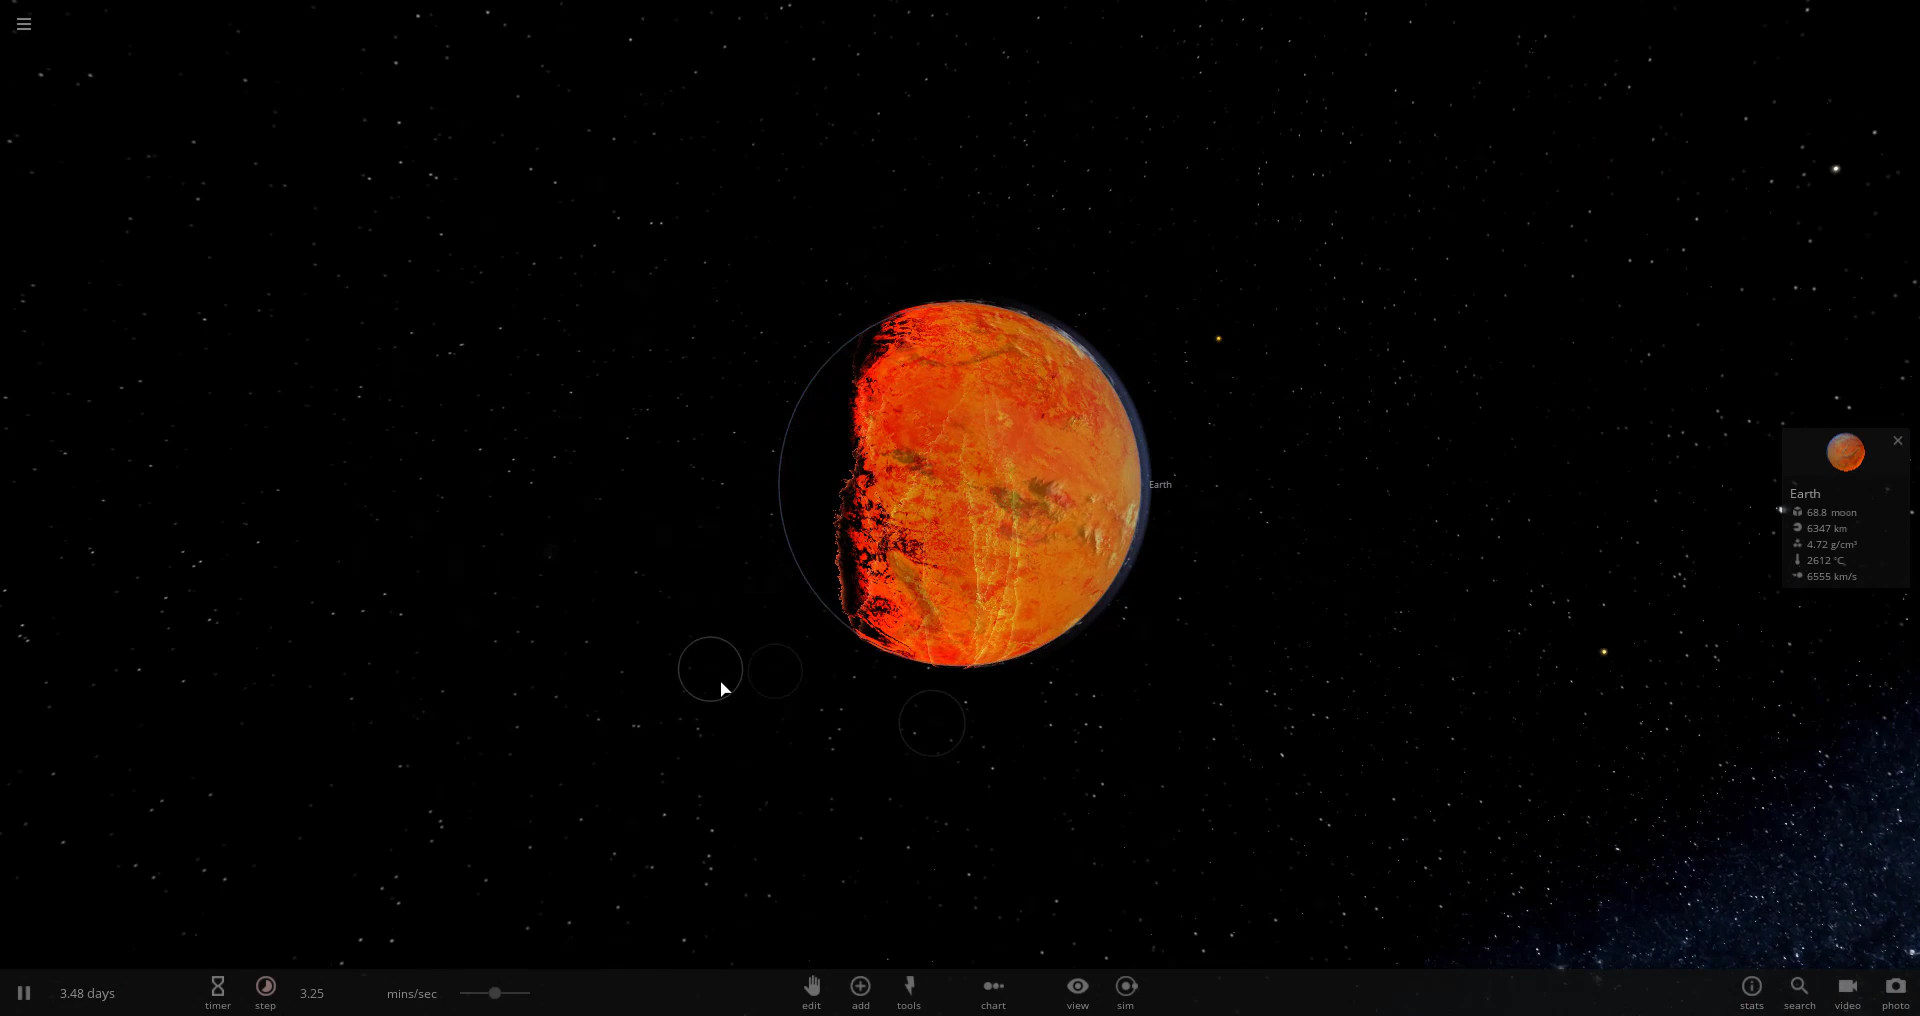 Earth
Earth
68.8 moon
6347 km
4.72 g/cm³
2612 °C
6555 km/s
3.48 days
timer
step
3.25
mins/sec
edit
add
tools
chart
view
sim
stats
search
video
photo